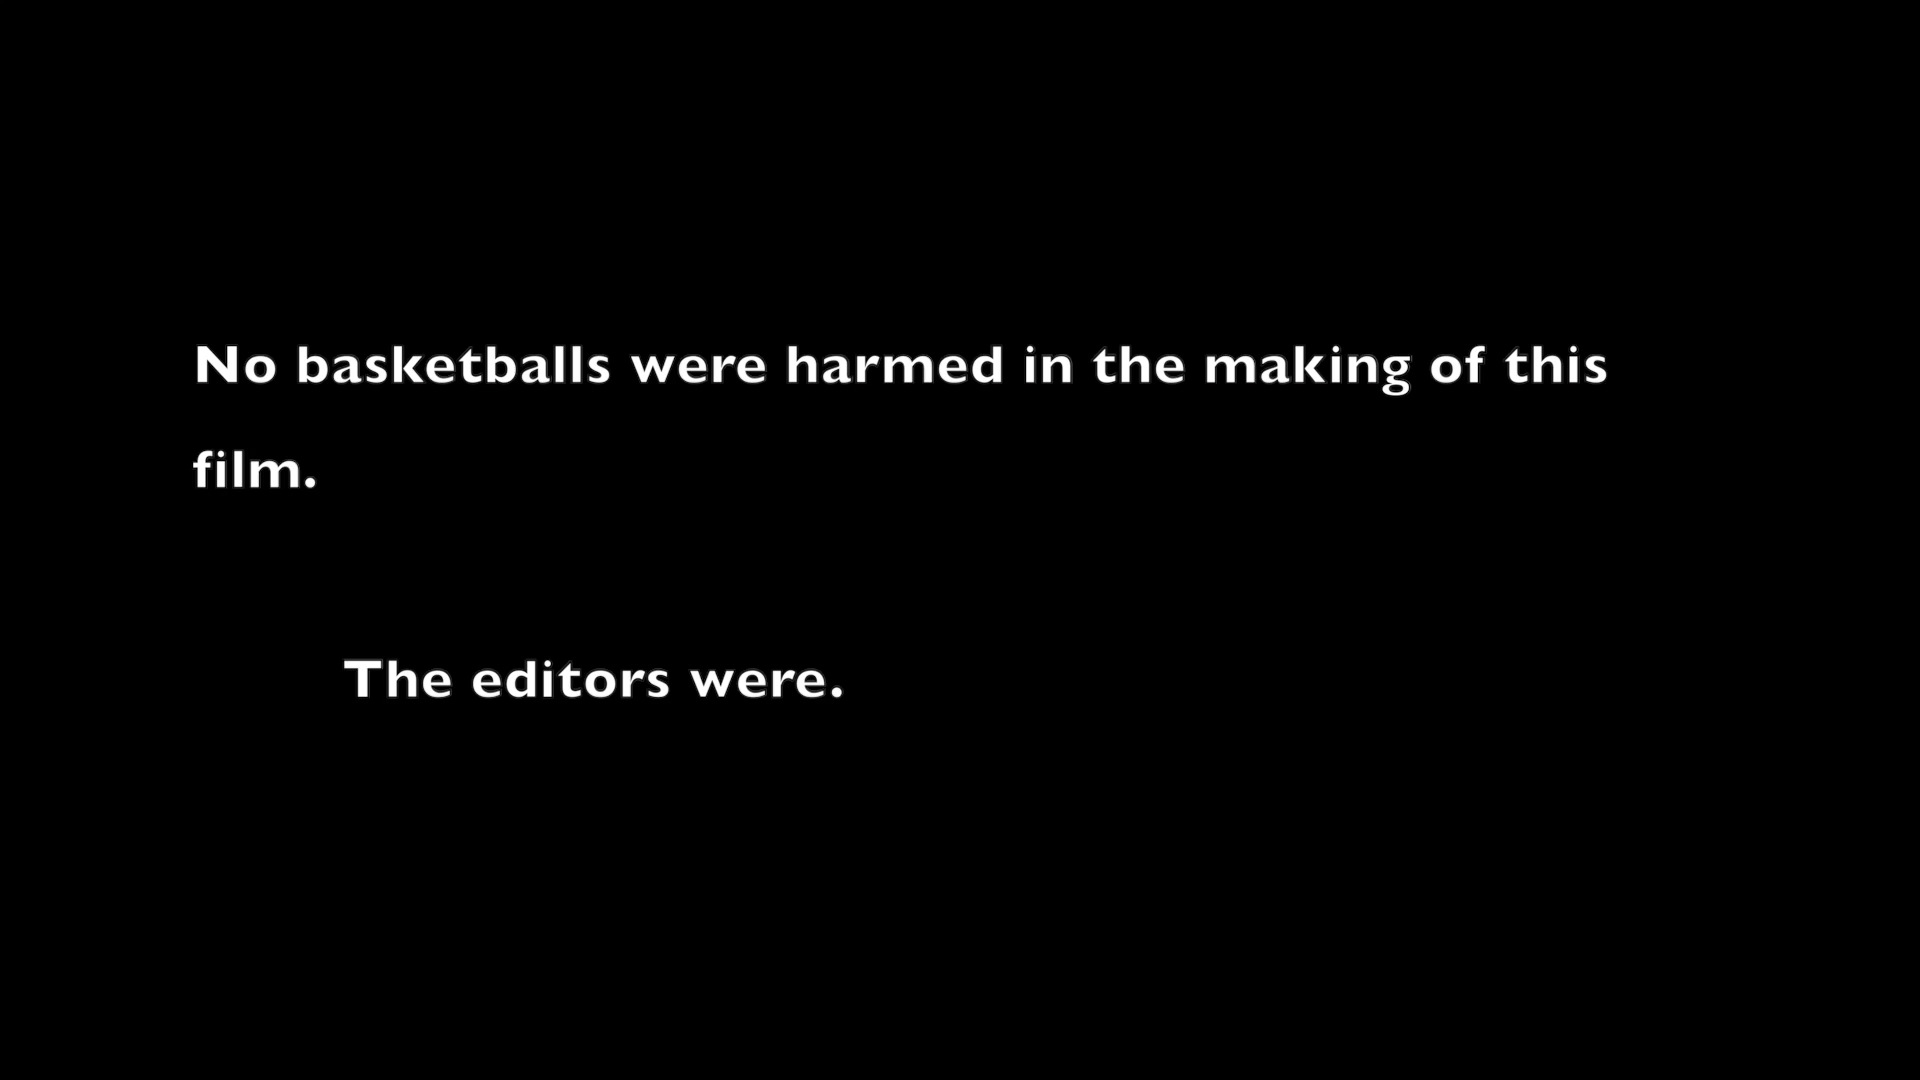 No basketballs were harmed in the making of this
film.
The editors were.